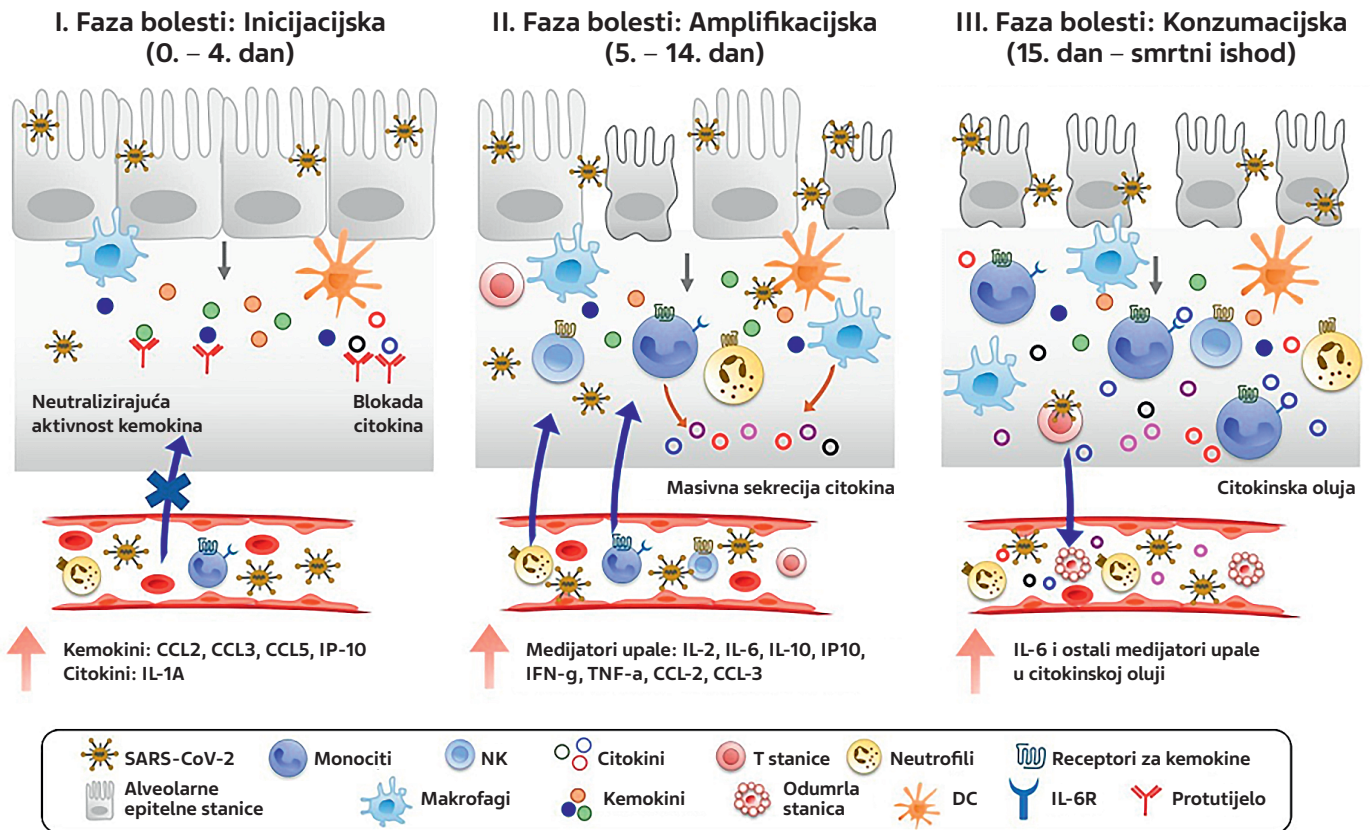 I. Faza bolesti: Inicijacijska
(0. – 4. dan)
II. Faza bolesti: Amplifikacijska
(5. – 14. dan)
III. Faza bolesti: Konzumacijska
(15. dan – smrtni ishod)
Neutralizirajuća
aktivnost kemokina
Blokada
citokina
Masivna sekrecija citokina
Citokinska oluja
Kemokini: CCL2, CCL3, CCL5, IP-10
Citokini: IL-1A
Medijatori upale: IL-2, IL-6, IL-10, IP10,
IFN-g, TNF-a, CCL-2, CCL-3
IL-6 i ostali medijatori upale
u citokinskoj oluji
SARS-CoV-2
Monociti
NK
Citokini
T stanice
Neutrofili
Receptori za kemokine
Alveolarne
epitelne stanice
Makrofagi
Kemokini
Odumrla
stanica
DC
IL-6R
Protutijelo